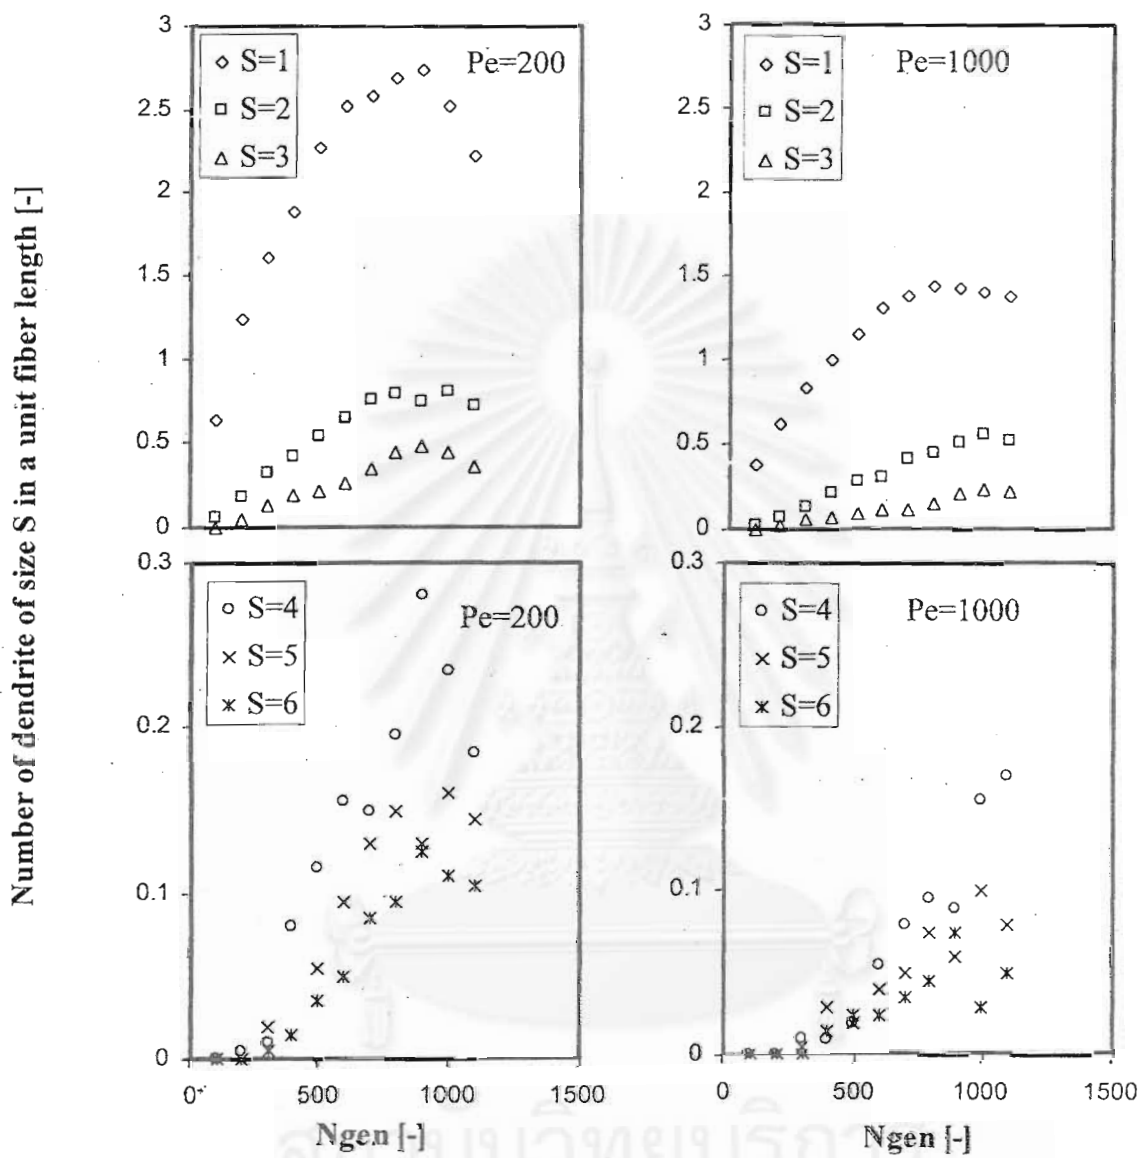 Number of dendrite of size S in a unit fiber length [-]
3
2.5
2
1.5
1
0.5
0
S=1
S=2
S=3
Pe=200
3
2.5
2
1.5
1
0.5
0
S=1
S=2
S=3
Pe=1000
0.3
0.2
0.1
0
S=4
S=5
S=6
Pe=200
0 500 1000 1500
Ngen [-]
0.3
0.2
0.1
0
S=4
S=5
S=6
Pe=1000
0 500 1000 1500
Ngen [-]